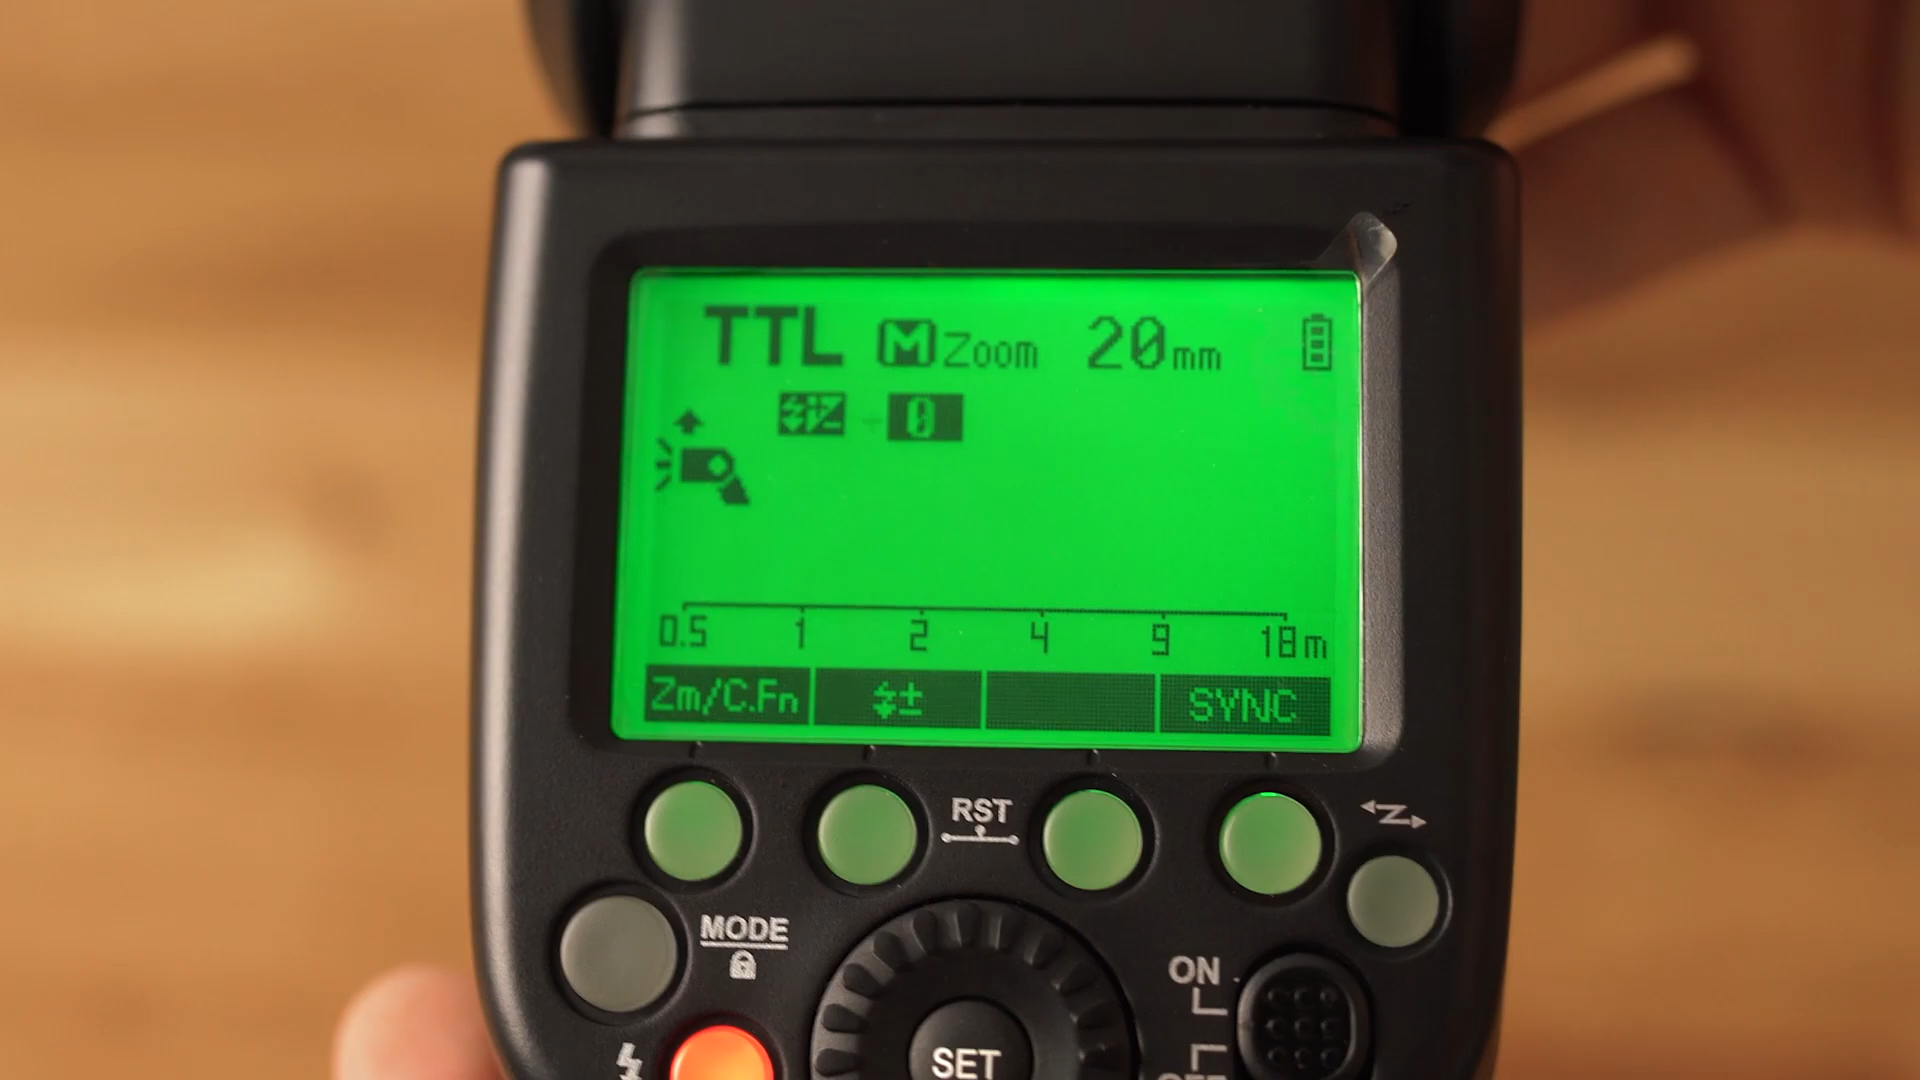 TTL M Zoom 20mm
0
0.5 1 2 4 9 18m
Zm/C.Fn ± SYNC
RST
MODE
ON
SET